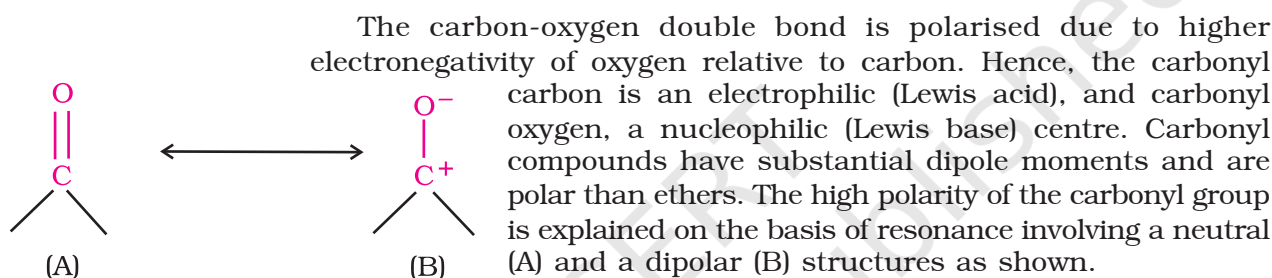 The carbon-oxygen double bond is polarised due to higher
electronegativity of oxygen relative to carbon. Hence, the carbonyl
carbon is an electrophilic (Lewis acid), and carbonyl
oxygen, a nucleophilic (Lewis base) centre. Carbonyl
compounds have substantial dipole moments and are
polar than ethers. The high polarity of the carbonyl group
is explained on the basis of resonance involving a neutral
(A) and a dipolar (B) structures as shown.
O
C
(A)
O–
C+
(B)